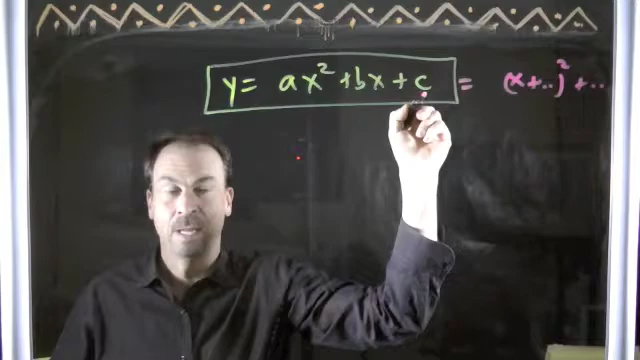 y = ax² + bx + c = (x + ..)² + ..